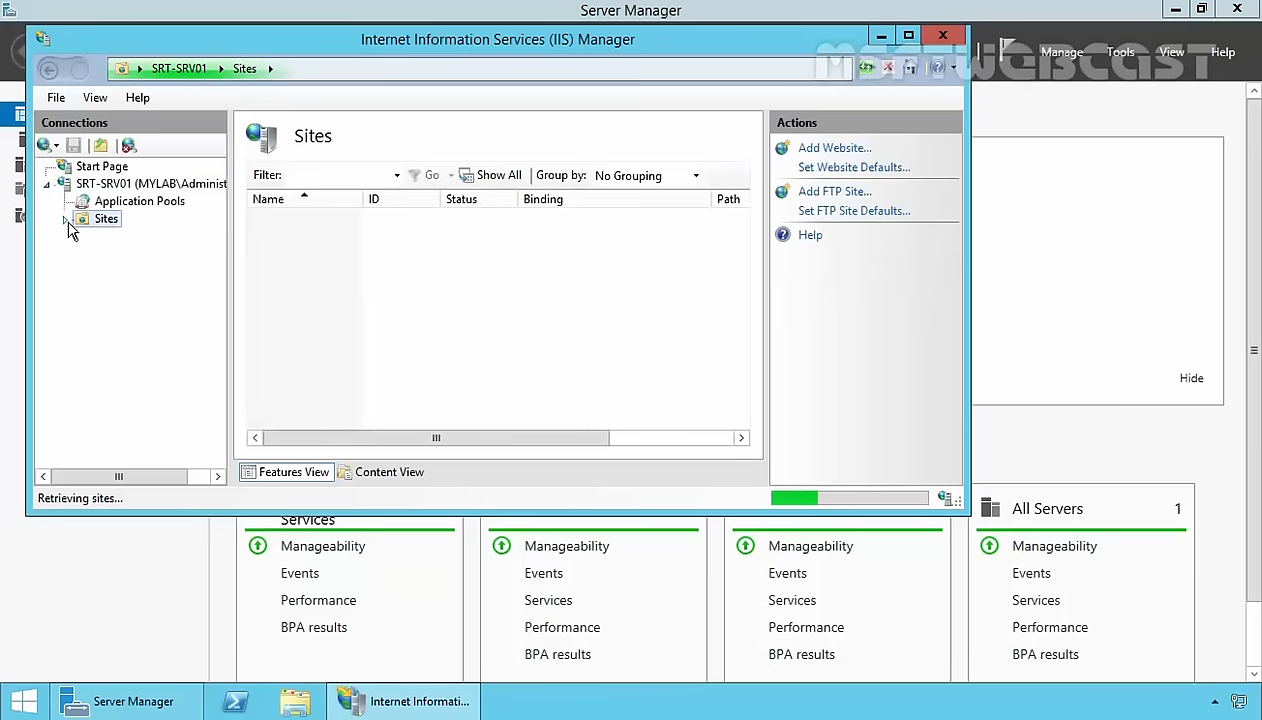 Server Manager
Internet Information Services (IIS) Manager
MSFTWEBCAST
Manage Tools View Help
SRT-SRV01 Sites
File View Help
Connections
Start Page
SRT-SRV01 (MYLAB\Administ
Application Pools
Sites
Sites
Filter: Go Show All Group by: No Grouping
Name ID Status Binding Path
Features View Content View
Actions
Add Website...
Set Website Defaults...
Add FTP Site...
Set FTP Site Defaults...
Help
Retrieving sites...
Hide
Services
Manageability
Events
Performance
BPA results
Manageability
Events
Services
Performance
BPA results
Manageability
Events
Services
Performance
BPA results
All Servers 1
Manageability
Events
Services
Performance
BPA results
Server Manager
Internet Informati...